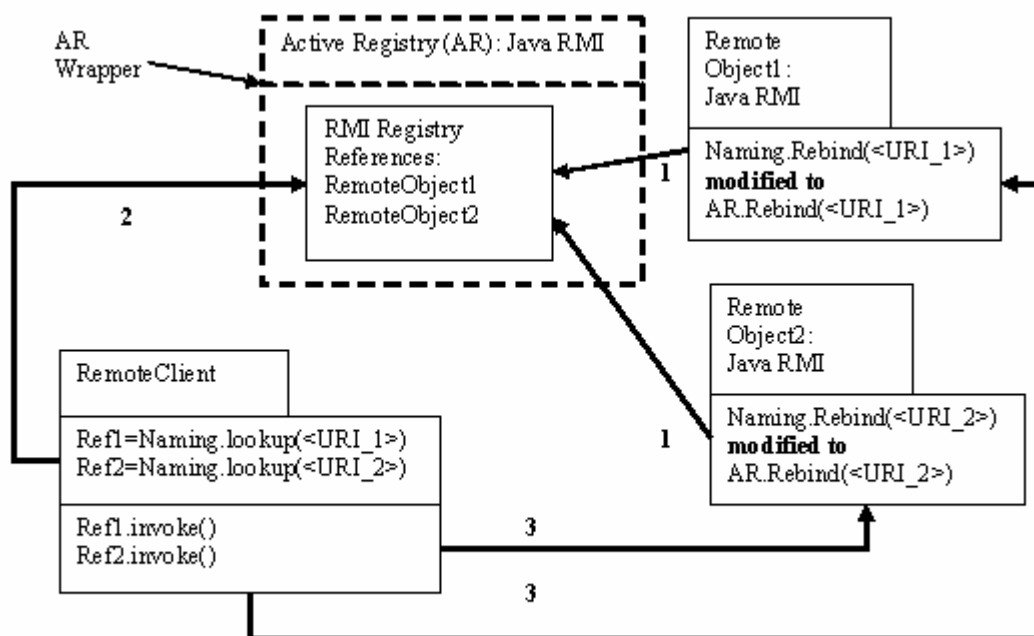 AR
Wrapper
Active Registry (AR): Java RMI
RMI Registry
References:
RemoteObject1
RemoteObject2
Remote
Object1:
Java RMI
Naming.Rebind(<URI_1>)
modified to
AR.Rebind(<URI_1>)
1
2
Remote
Object2:
Java RMI
Naming.Rebind(<URI_2>)
modified to
AR.Rebind(<URI_2>)
1
RemoteClient
Ref1=Naming.lookup(<URI_1>)
Ref2=Naming.lookup(<URI_2>)
Ref1.invoke()
Ref2.invoke()
3
3